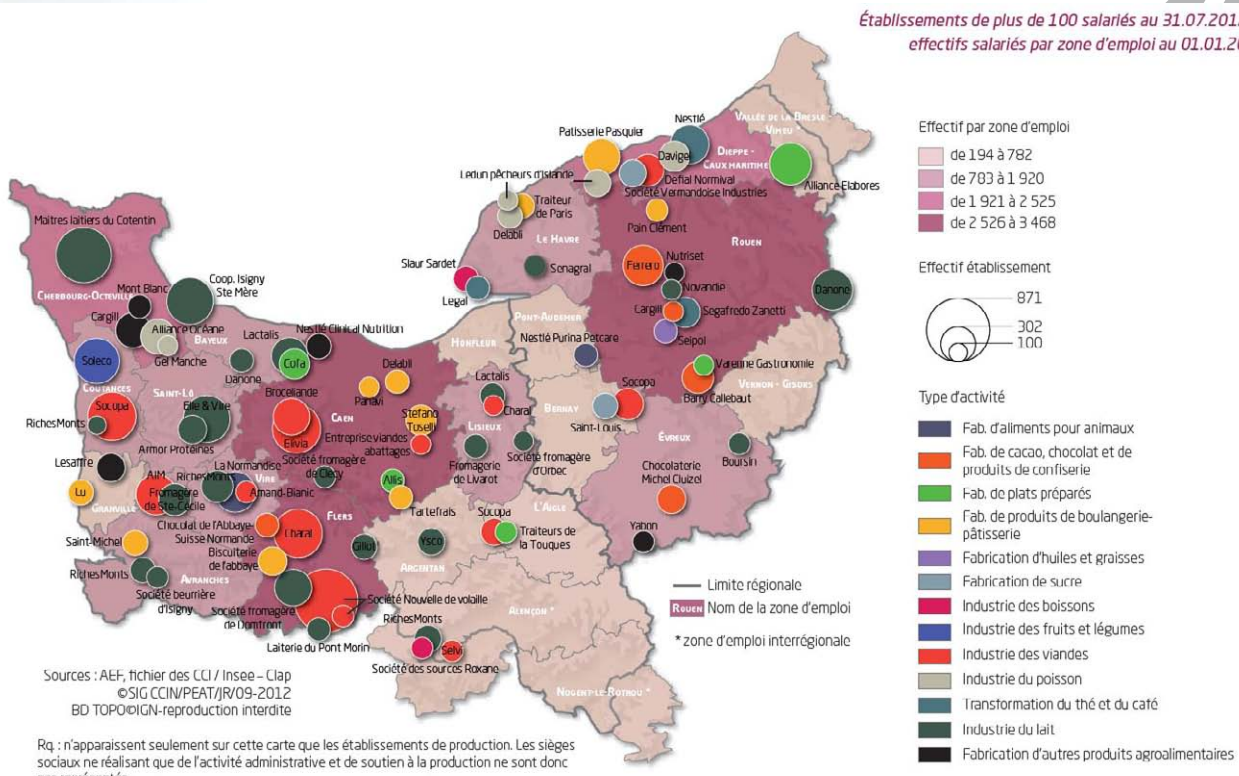 Établissements de plus de 100 salariés au 31.07.201
effectifs salariés par zone d'emploi au 01.01.20
Effectif par zone d'emploi
de 194 à 782
de 783 à 1 920
de 1 921 à 2 525
de 2 526 à 3 468
Effectif établissement
871
302
100
Type d'activité
Fab. d'aliments pour animaux
Fab. de cacao, chocolat et de
produits de confiserie
Fab. de plats préparés
Fab. de produits de boulangerie-
pâtisserie
Fabrication d'huiles et graisses
Fabrication de sucre
Industrie des boissons
Industrie des fruits et légumes
Industrie des viandes
Industrie du poisson
Transformation du thé et du café
Industrie du lait
Fabrication d'autres produits agroalimentaires
Nestlé
VALLÉE DE LA BRESLE-
VIMEU *
Patisserie Pasquier
Davigel
DIEPPE -
CAUX MARITIME
Ledun pêcheurs d'islande
Défial Normival
Société Vermandoise Industries
Alliance Elabores
Traiteur
de Paris
Delabli
Pain Clément
Maîtres laitiers du Cotentin
LE HAVRE
ROUEN
Slaur Sardet
Senagral
Ferrero
Nutriset
Coop. Isigny
Ste Mère
Mont Blanc
CHERBOURG-OCTEVILLE
Legal
Novandie
Danone
Cargill
Alliance Océane
BAYEUX
Gel Manche
Lactalis
Nestlé Clinical Nutrition
PONT-AUDEMER
Cargill
Segafredo Zanetti
Seipol
HONFLEUR
Nestlé Purina Petcare
Soleco
Danone
Cofa
Delabli
Panavi
Varenne Gastronomie
COUTANCES
SAINT-LÔ
Brocéliande
Lactalis
Charal
Socopa
Barry Callebaut
VERNON - GISORS
Socopa
Elle & Vire
CAEN
Stefano
Toselli
BERNAY
Saint-Louis
RichesMonts
Elivia
Entreprise viandes
abattages
LISIEUX
ÉVREUX
Armor Protéines
Société fromagère
de Clécy
Fromagerie
de Livarot
Société fromagère
d'Orbec
Boursin
Lesaffre
La Normandise
AIM
RichesMonts
VIRE
Amand-Bianic
Allis
Chocolaterie
Michel Cluizel
Lu
Fromagère
de Ste-Cécile
GRANVILLE
Tartefrais
L'AIGLE
Chocolat de l'Abbaye-
Suisse Normande
FLERS
Socopa
Yahon
Saint-Michel
Charal
Gillot
Ysco
Traiteurs de
la Touques
Biscuiterie
de l'abbaye
RichesMonts
AVRANCHES
ARGENTAN
Société beurrière
d'Isigny
Société fromagère
de Domfront
Société Nouvelle de volaille
ALENÇON *
RichesMonts
Laiterie du Pont Morin
Selvi
Société des sources Roxane
NOGENT-LE-ROTROU *
Limite régionale
ROUEN Nom de la zone d'emploi
* zone d'emploi interrégionale
Sources : AEF, fichier des CCI / Insee – Clap
©SIG CCIN/PEAT/JR/09-2012
BD TOPO©IGN-reproduction interdite
Rq. : n'apparaissent seulement sur cette carte que les établissements de production. Les sièges
sociaux ne réalisant que de l'activité administrative et de soutien à la production ne sont donc